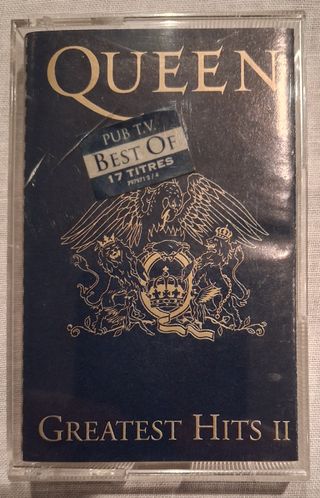 QUEEN
PUB T.V.
BEST OF
17 TITRES
GREATEST HITS II